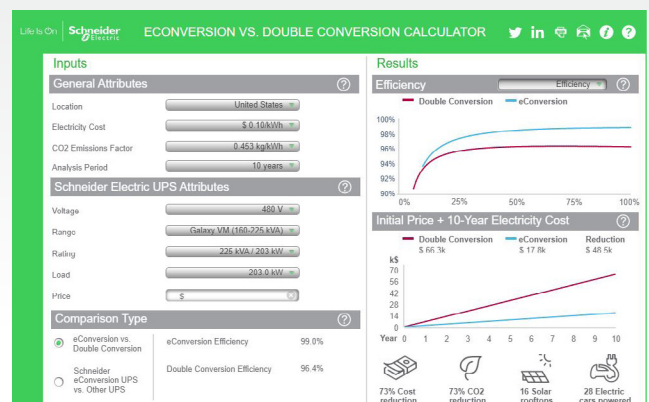 Life Is On | Schneider Electric
ECONVERSION VS. DOUBLE CONVERSION CALCULATOR
Inputs
General Attributes
Location United States
Electricity Cost $ 0.10/kWh
CO2 Emissions Factor 0.453 kg/kWh
Analysis Period 10 years
Schneider Electric UPS Attributes
Voltage 480 V
Range Galaxy VM (160-225 kVA)
Rating 225 kVA / 203 kW
Load 203.0 kW
Price $
Comparison Type
eConversion vs.
Double Conversion
eConversion Efficiency 99.0%
Double Conversion Efficiency 96.4%
Schneider
eConversion UPS
vs. Other UPS
Results
Efficiency Efficiency
Double Conversion eConversion
100%
98%
96%
94%
92%
90%
0% 25% 50% 75% 100%
Initial Price + 10-Year Electricity Cost
Double Conversion eConversion Reduction
$ 66.3k $ 17.8k $ 48.5k
k$
70
56
42
28
14
0
Year 0 1 2 3 4 5 6 7 8 9 10
73% Cost
reduction
73% CO2
reduction
16 Solar
rooftops
28 Electric
cars powered